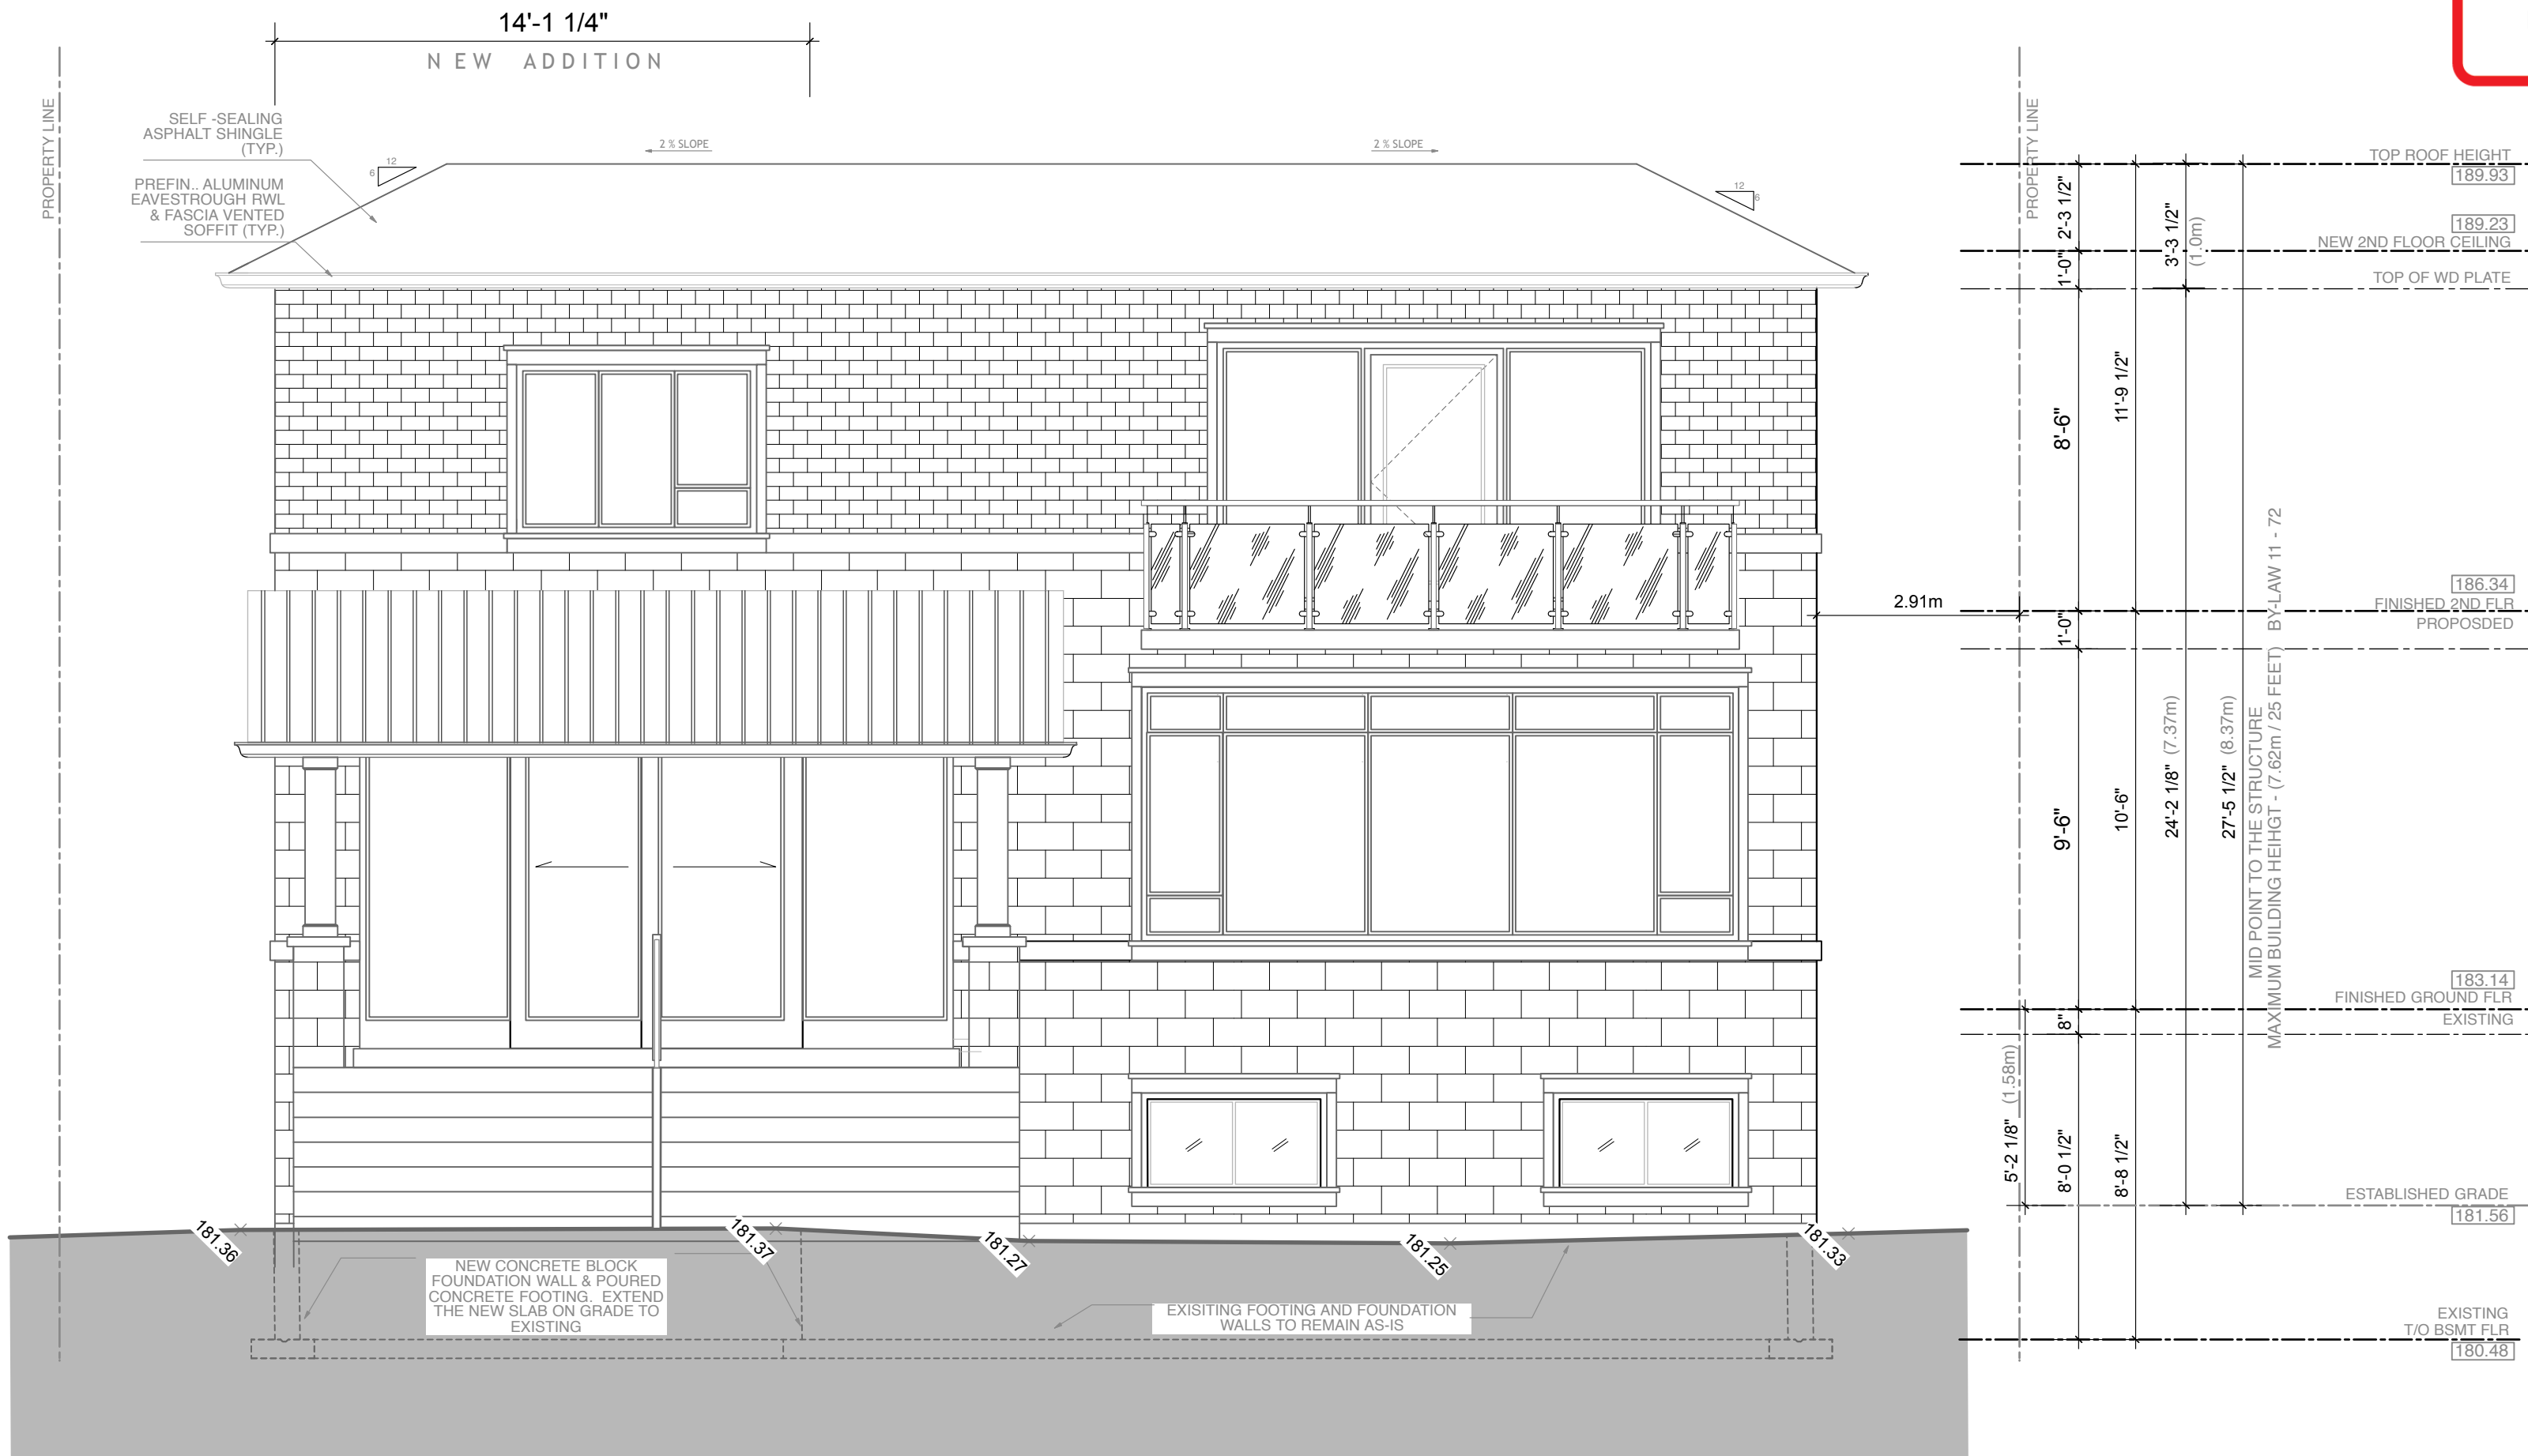 14'-1 1/4"
NEW ADDITION
PROPERTY LINE
SELF -SEALING
ASPHALT SHINGLE
(TYP.)
PREFIN.. ALUMINUM
EAVESTROUGH RWL
& FASCIA VENTED
SOFFIT (TYP.)
12
6
2 % SLOPE
2 % SLOPE
12
6
PROPERTY LINE
2.91m
TOP ROOF HEIGHT
189.93
189.23
NEW 2ND FLOOR CEILING
TOP OF WD PLATE
186.34
FINISHED 2ND FLR
PROPOSDED
183.14
FINISHED GROUND FLR
EXISTING
ESTABLISHED GRADE
181.56
EXISTING
T/O BSMT FLR
180.48
2'-3 1/2"
1'-0"
8'-6"
1'-0"
9'-6"
8"
8'-0 1/2"
5'-2 1/8" (1.58m)
11'-9 1/2"
10'-6"
8'-8 1/2"
3'-3 1/2"
(1.0m)
24'-2 1/8" (7.37m)
27'-5 1/2" (8.37m)
MID POINT TO THE STRUCTURE
MAXIMUM BUILDING HEIHGT - (7.62m / 25 FEET) BY-LAW 11 - 72
181.36
181.37
181.27
181.25
181.33
NEW CONCRETE BLOCK
FOUNDATION WALL & POURED
CONCRETE FOOTING. EXTEND
THE NEW SLAB ON GRADE TO
EXISTING
EXISITING FOOTING AND FOUNDATION
WALLS TO REMAIN AS-IS